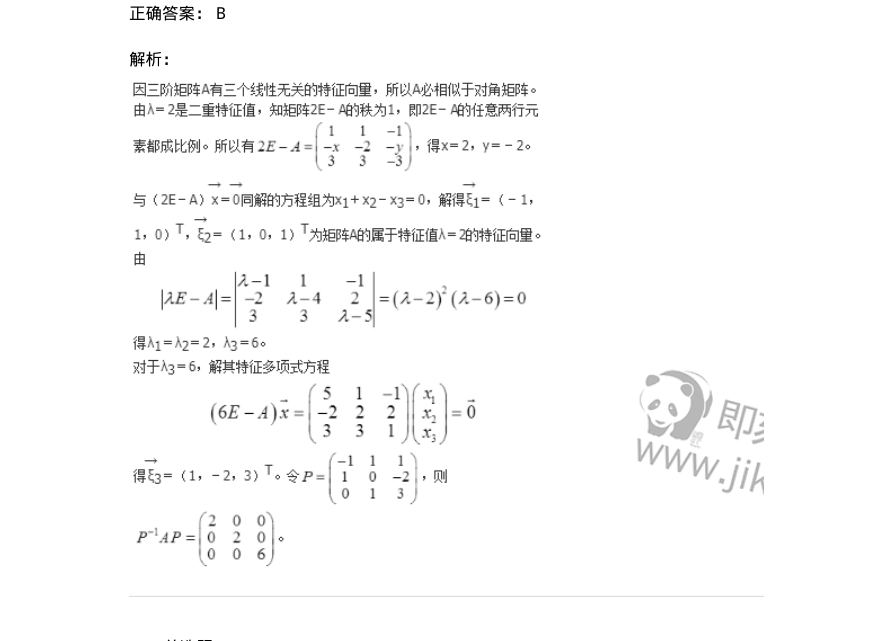 正确答案： B
解析:
因三阶矩阵A有三个线性无关的特征向量，所以A必相似于对角矩阵。
由λ＝2是二重特征值，知矩阵2E－A的秩为1，即2E－A的任意两行元
素都成比例。所以有 2E－A＝(1 1 −1; −x −2 −y; 3 3 −3)，得x＝2，y＝－2。
与（2E－A）x→＝0→同解的方程组为x₁＋x₂－x₃＝0，解得ξ→₁＝（－1，
1，0）ᵀ，ξ→₂＝（1，0，1）ᵀ为矩阵A的属于特征值λ＝2的特征向量。
由
|λE－A|＝|λ−1 1 −1; −2 λ−4 2; 3 3 λ−5|＝(λ−2)²(λ−6)＝0
得λ₁＝λ₂＝2，λ₃＝6。
对于λ₃＝6，解其特征多项式方程
(6E－A)x→＝(5 1 −1; −2 2 2; 3 3 1)(x₁; x₂; x₃)＝0→
得ξ→₃＝（1，－2，3）ᵀ。令P＝(−1 1 1; 1 0 −2; 0 1 3)，则
P⁻¹AP＝(2 0 0; 0 2 0; 0 0 6)。
即
www.jik